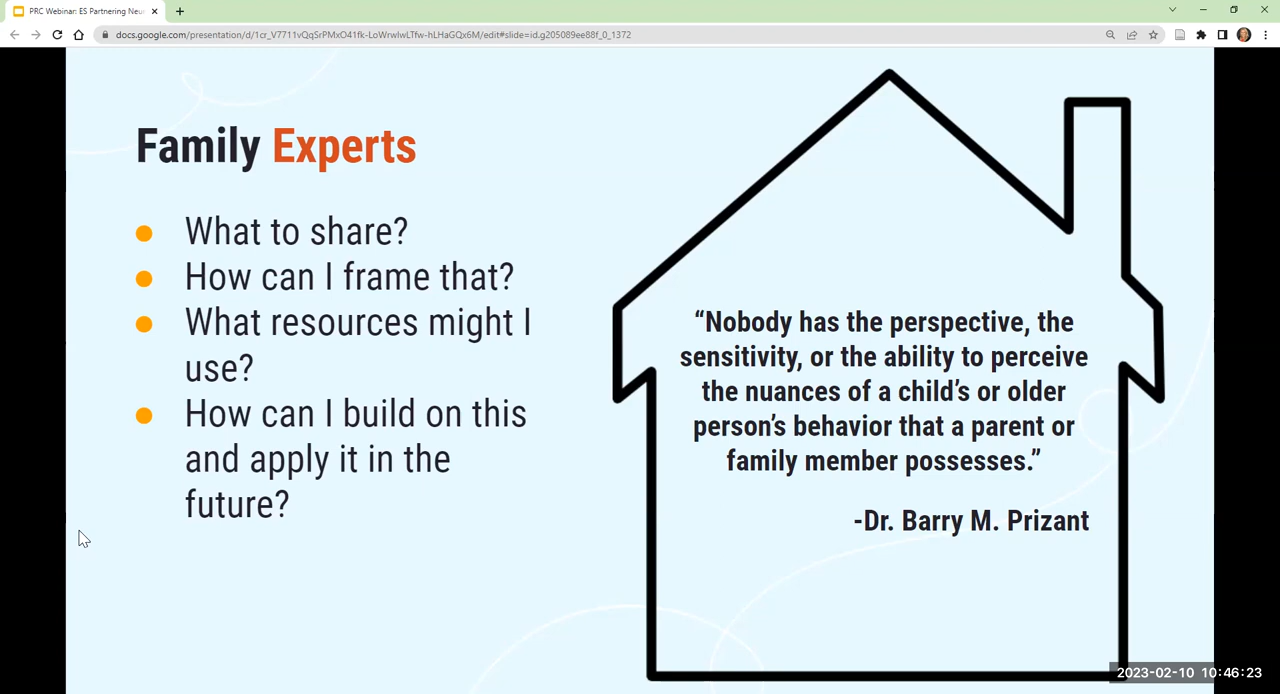 PRC Webinar: ES Partnering Neu
docs.google.com/presentation/d/1cr_V7711vQqSrPMxO41fk-LoWrwlwLTfw-hLHaGQx6M/edit#slide=id.g205089ee88f_0_1372
Family Experts
What to share?
How can I frame that?
What resources might I
use?
How can I build on this
and apply it in the
future?
“Nobody has the perspective, the
sensitivity, or the ability to perceive
the nuances of a child’s or older
person’s behavior that a parent or
family member possesses.”
-Dr. Barry M. Prizant
2023-02-10 10:46:23